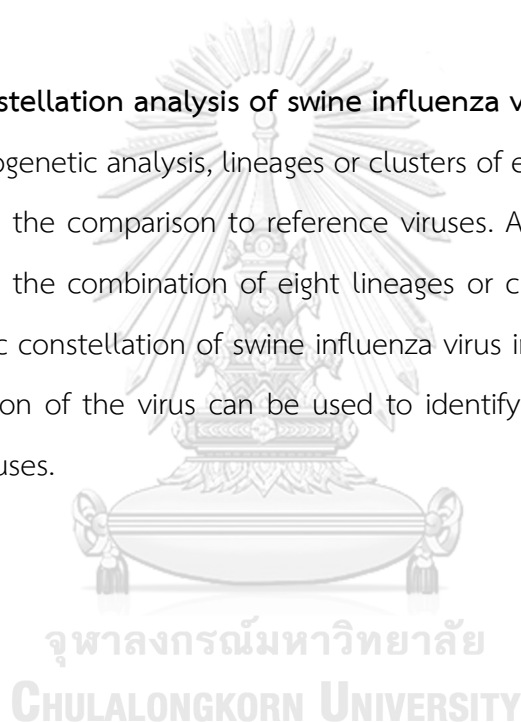 stellation analysis of swine influenza v
ogenetic analysis, lineages or clusters of e
the comparison to reference viruses. A
the combination of eight lineages or c
c constellation of swine influenza virus i
ion of the virus can be used to identify
uses.
จุฬาลงกรณ์มหาวิทยาลัย
CHULALONGKORN UNIVERSITY